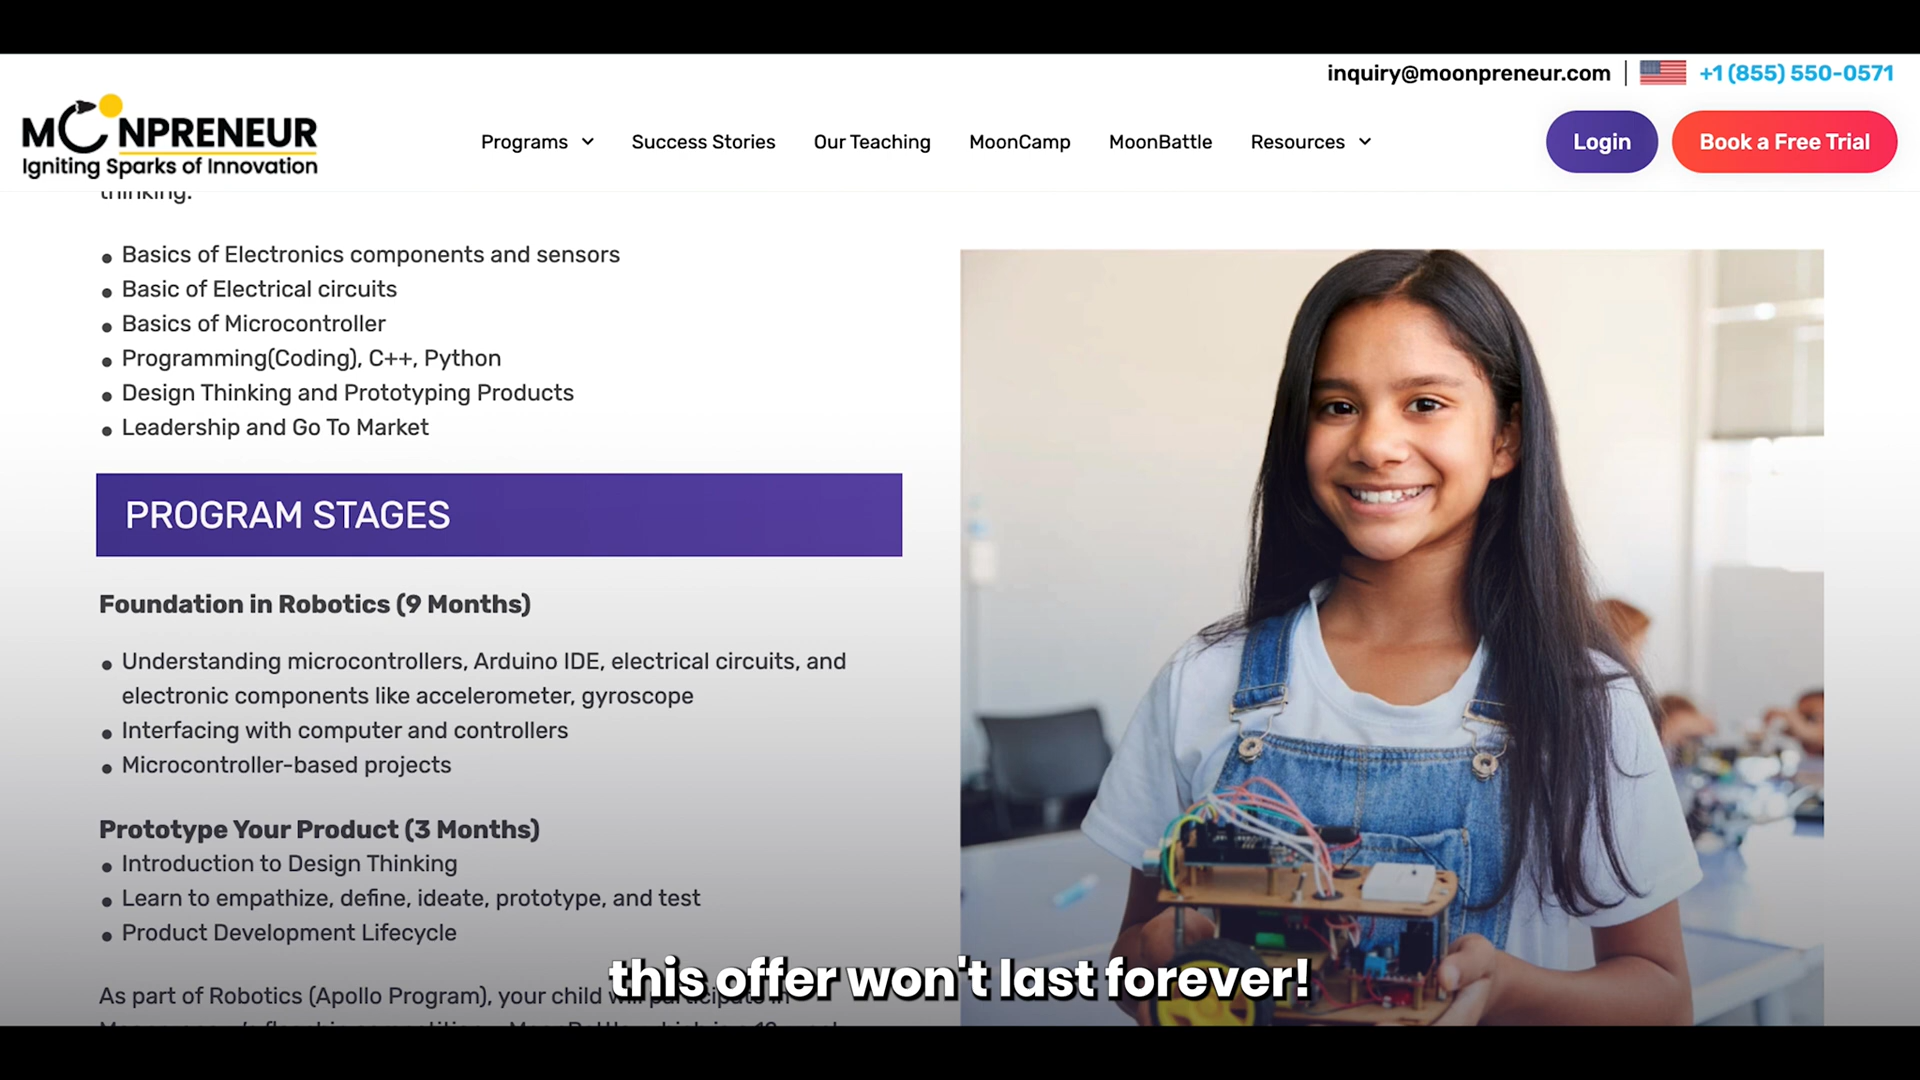 inquiry@moonpreneur.com | +1 (855) 550-0571
MOONPRENEUR
Igniting Sparks of Innovation
Programs
Success Stories
Our Teaching
MoonCamp
MoonBattle
Resources
Login
Book a Free Trial
thinking.
Basics of Electronics components and sensors
Basic of Electrical circuits
Basics of Microcontroller
Programming(Coding), C++, Python
Design Thinking and Prototyping Products
Leadership and Go To Market
PROGRAM STAGES
Foundation in Robotics (9 Months)
Understanding microcontrollers, Arduino IDE, electrical circuits, and
electronic components like accelerometer, gyroscope
Interfacing with computer and controllers
Microcontroller-based projects
Prototype Your Product (3 Months)
Introduction to Design Thinking
Learn to empathize, define, ideate, prototype, and test
Product Development Lifecycle
this offer won't last forever!
As part of Robotics (Apollo Program), your child will participate in